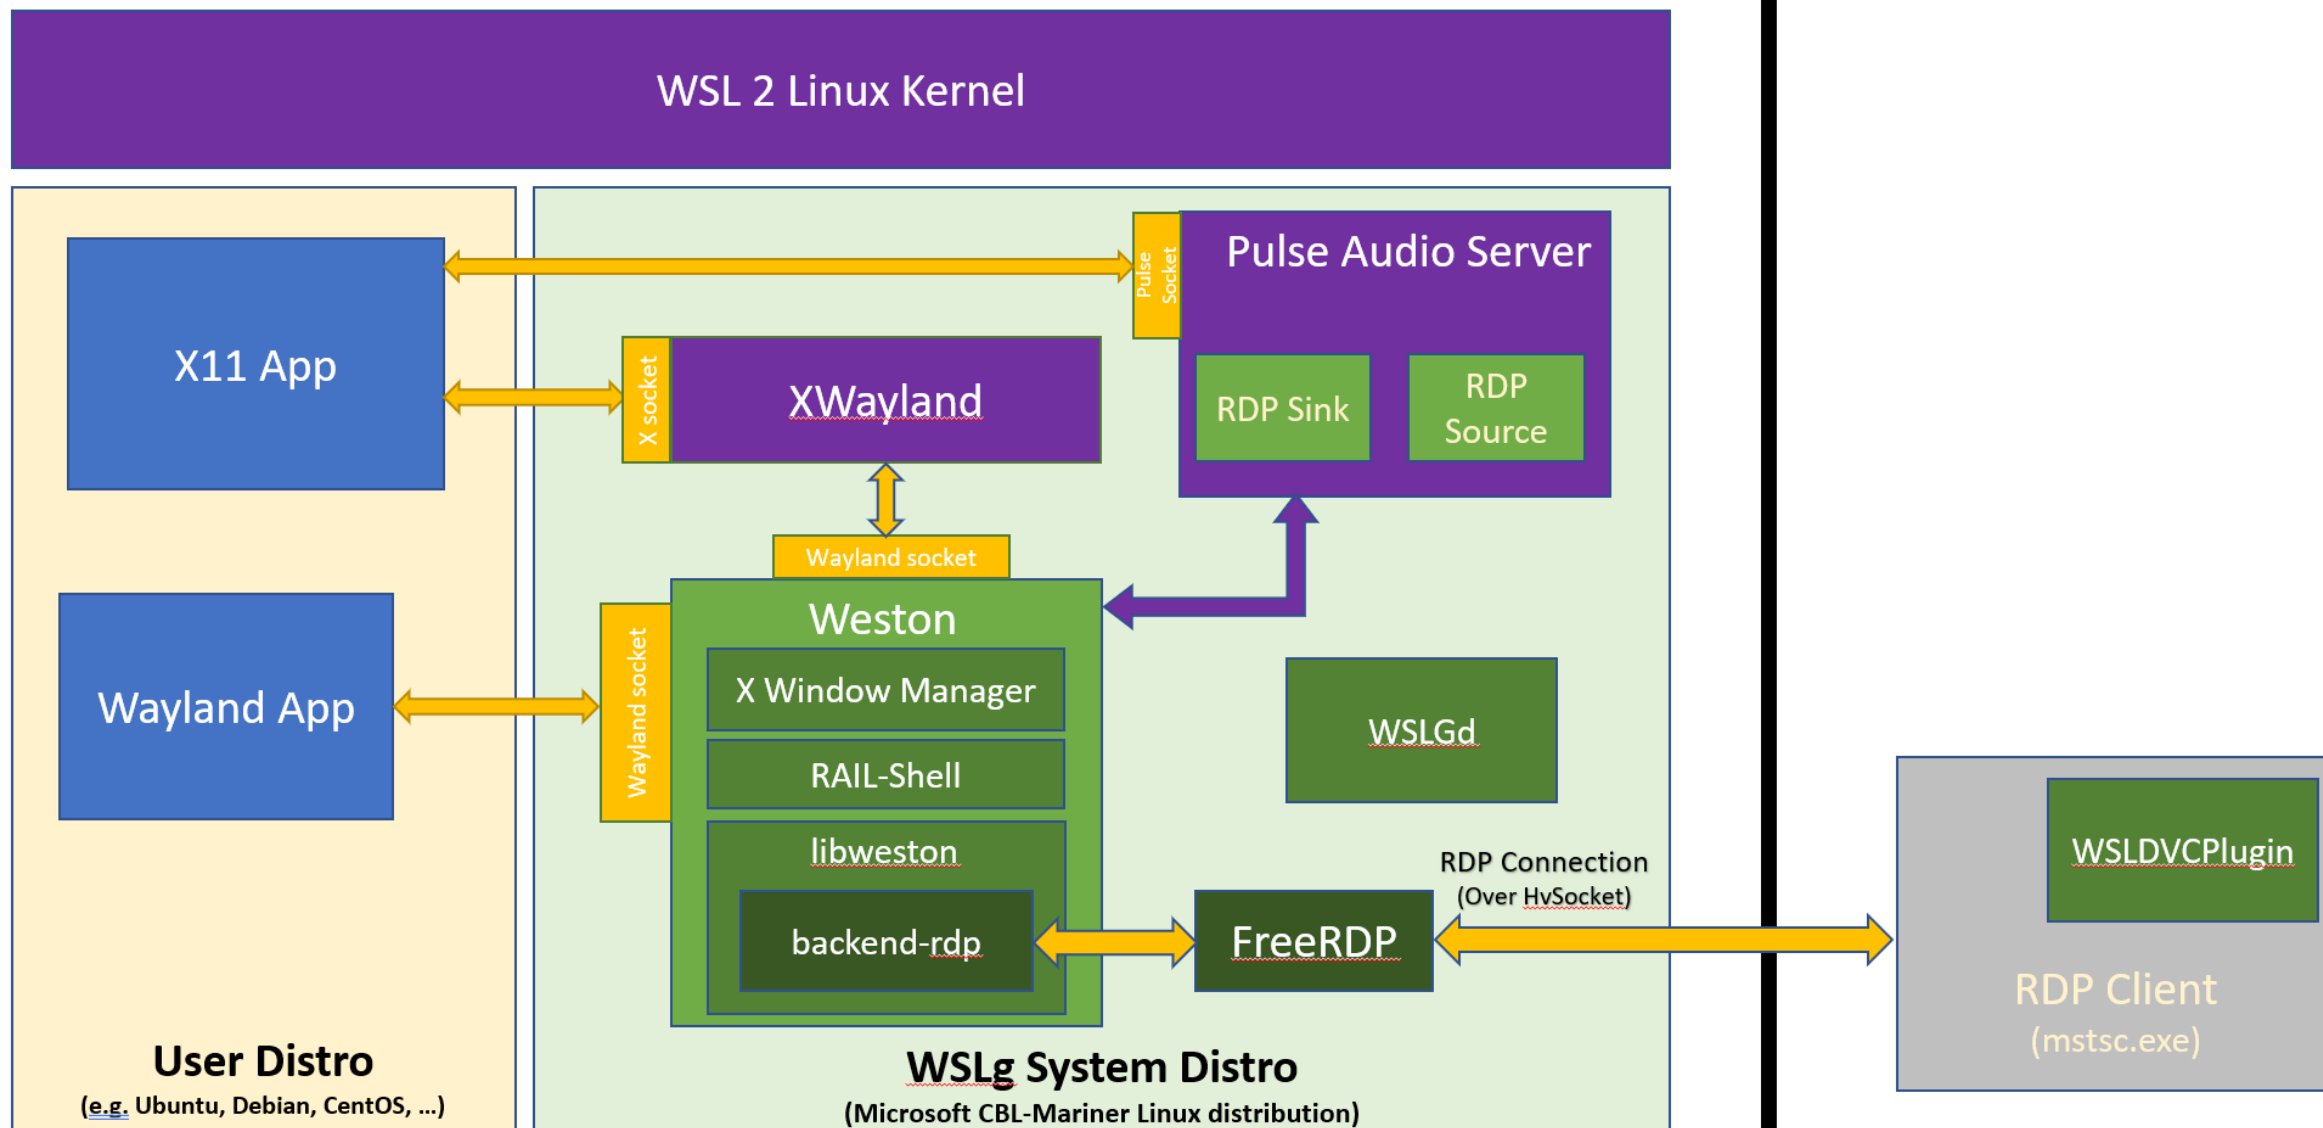 WSL 2 Linux Kernel
X11 App
Wayland App
User Distro
(e.g. Ubuntu, Debian, CentOS, ...)
Pulse
Socket
Pulse Audio Server
RDP Sink
RDP
Source
X socket
XWayland
Wayland socket
Wayland socket
Weston
X Window Manager
RAIL-Shell
libweston
backend-rdp
WSLGd
FreeRDP
RDP Connection
(Over HvSocket)
WSLg System Distro
(Microsoft CBL-Mariner Linux distribution)
WSLDVCPlugin
RDP Client
(mstsc.exe)